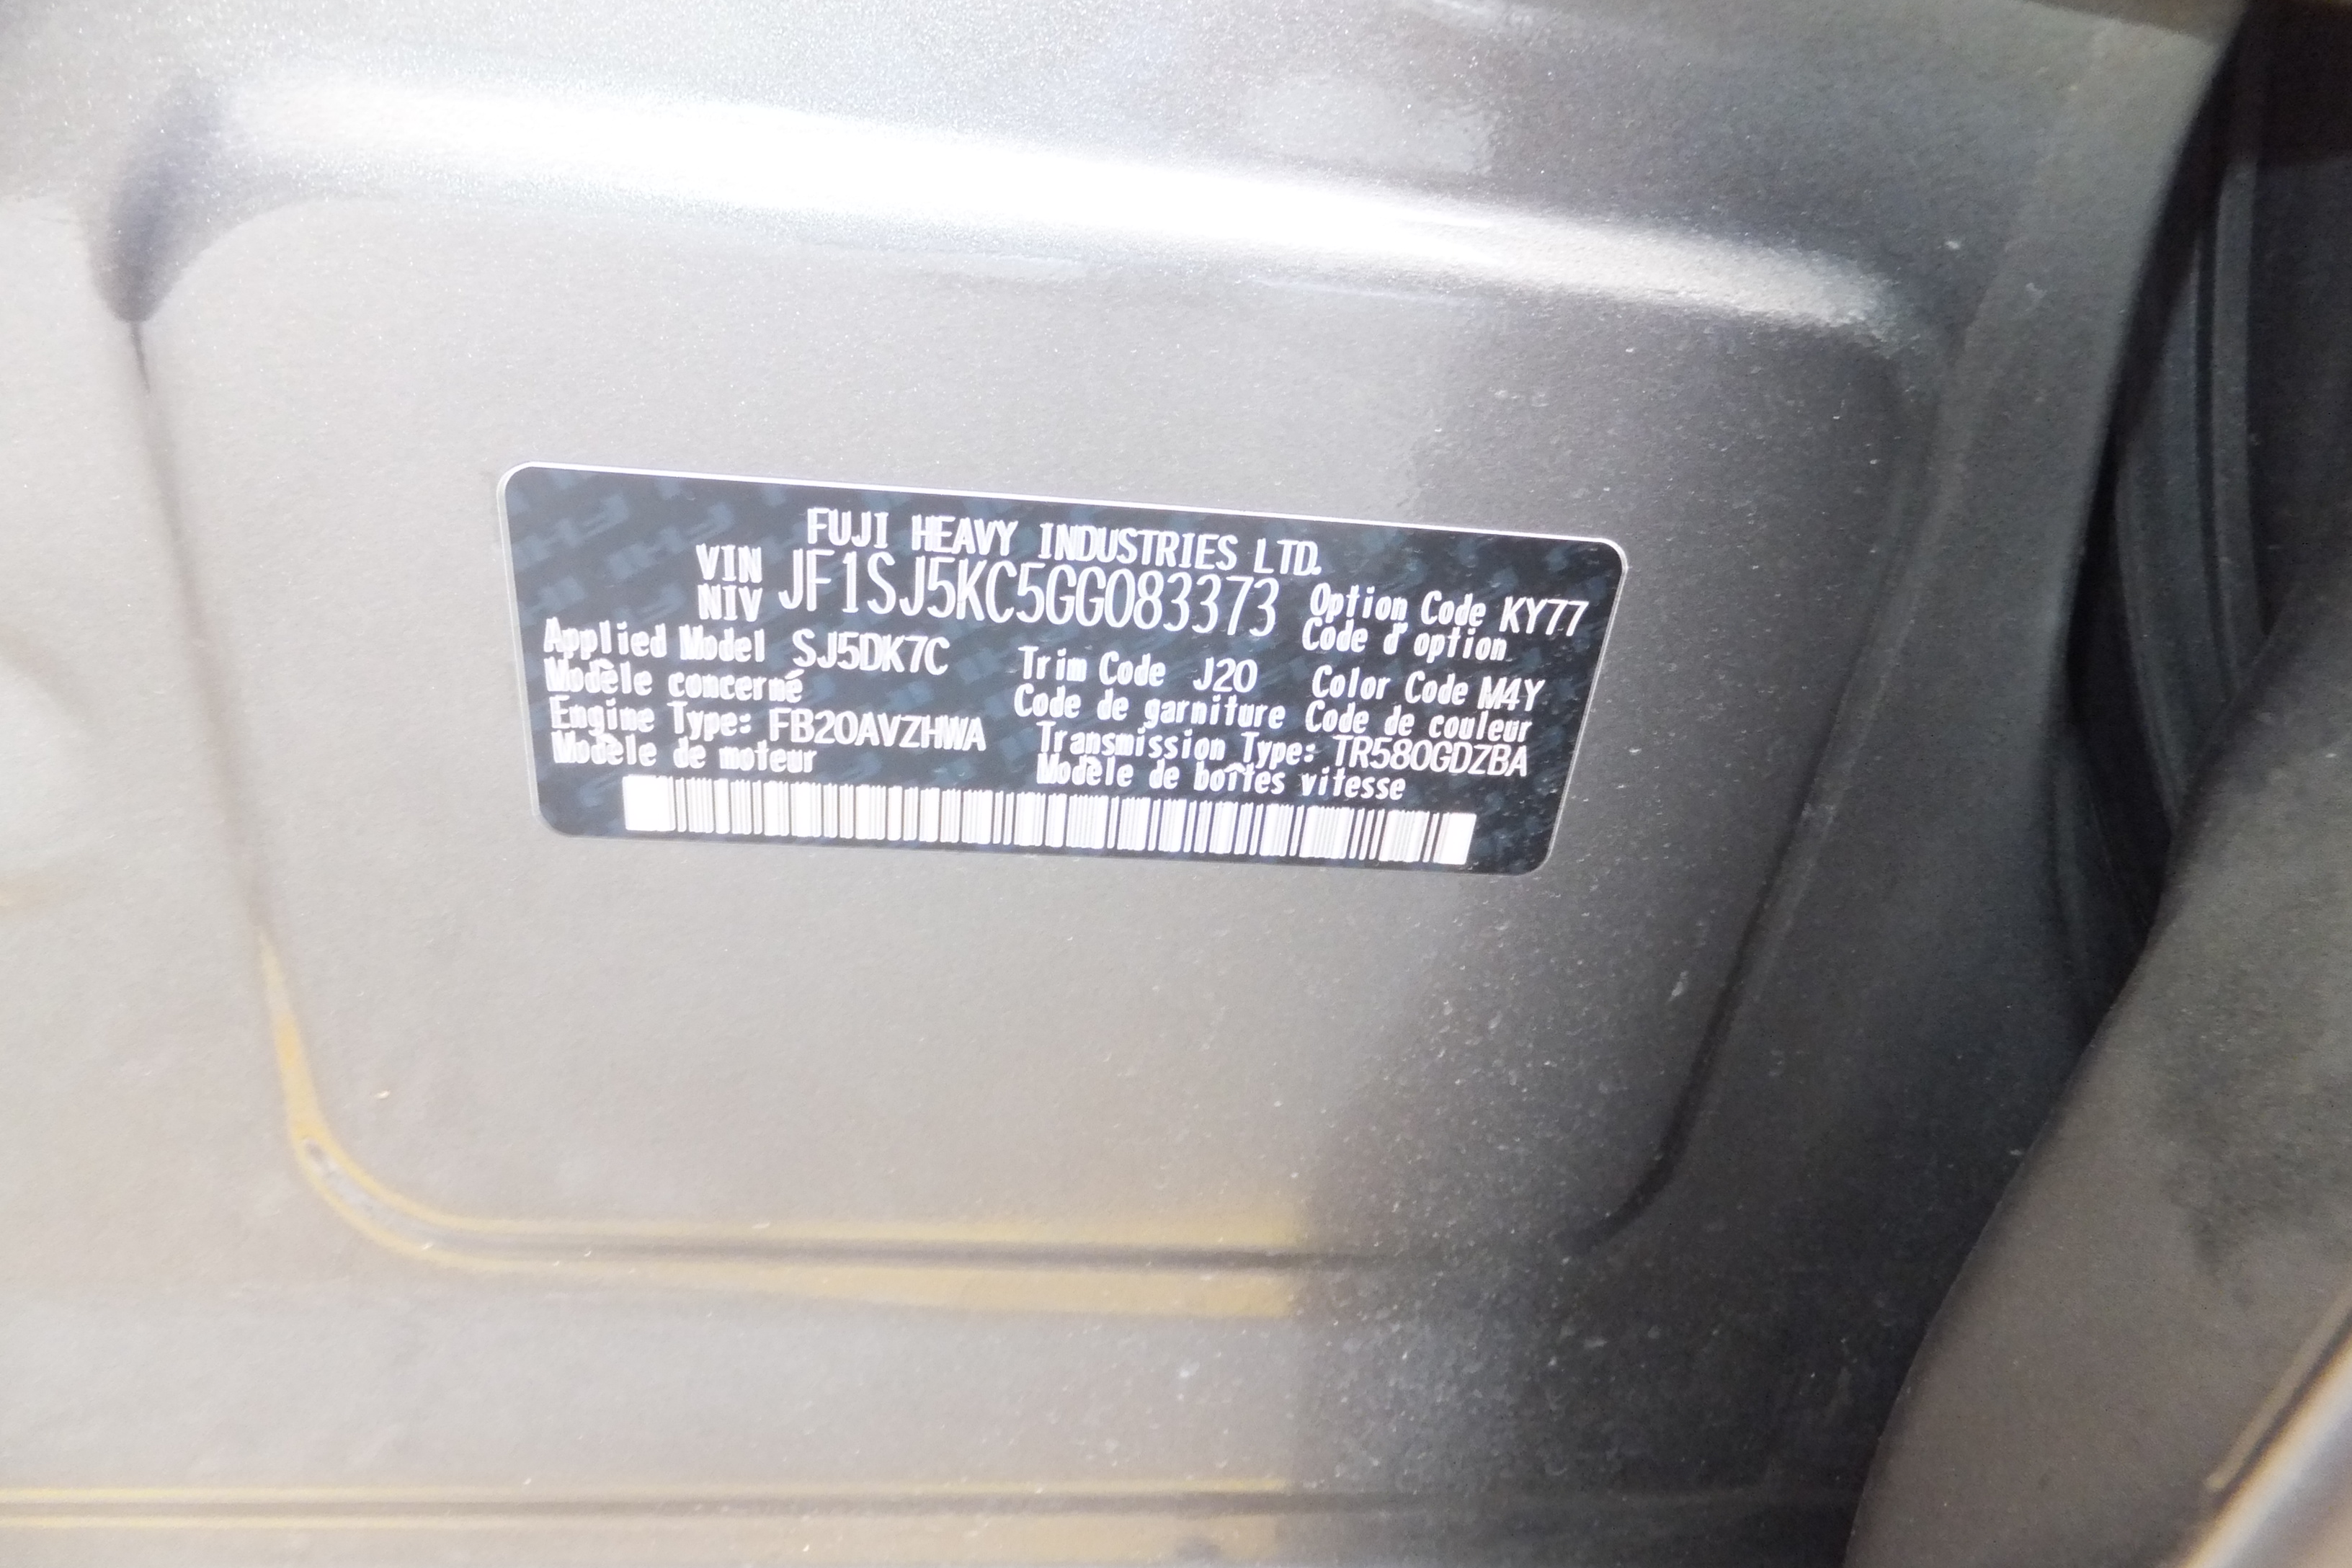 FUJI HEAVY INDUSTRIES LTD.
VIN JF1SJ5KC5GG083373
NIV
Option Code KY77
Code d'option
Applied Model SJ5DK7C
Modèle concerné
Trim Code J20
Code de garniture
Color Code M4Y
Code de couleur
Engine Type: FB20AVZHWA
Modèle de moteur
Transmission Type: TR580GDZBA
Modèle de boîtes vitesse